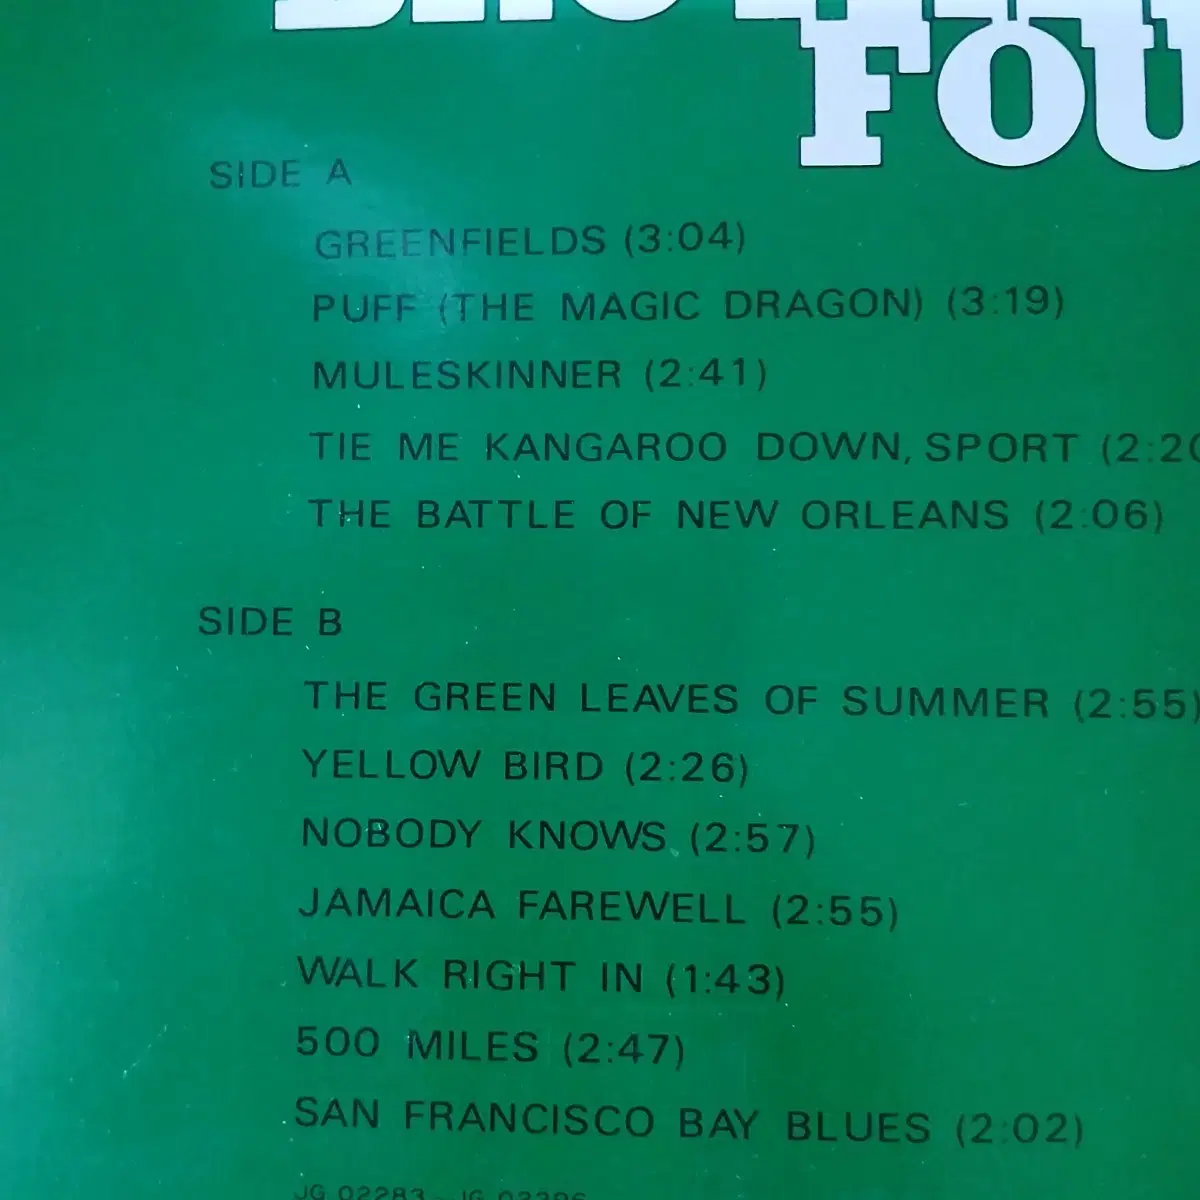 SIDE A
GREENFIELDS (3:04)
PUFF (THE MAGIC DRAGON) (3:19)
MULESKINNER (2:41)
TIE ME KANGAROO DOWN, SPORT
THE BATTLE OF NEW ORLEANS (2:06)
SIDE B
THE GREEN LEAVES OF SUMMER (2:55)
YELLOW BIRD (2:26)
NOBODY KNOWS (2:57)
JAMAICA FAREWELL (2:55)
WALK RIGHT IN (1:43)
500 MILES (2:47)
SAN FRANCISCO BAY BLUES (2:02)